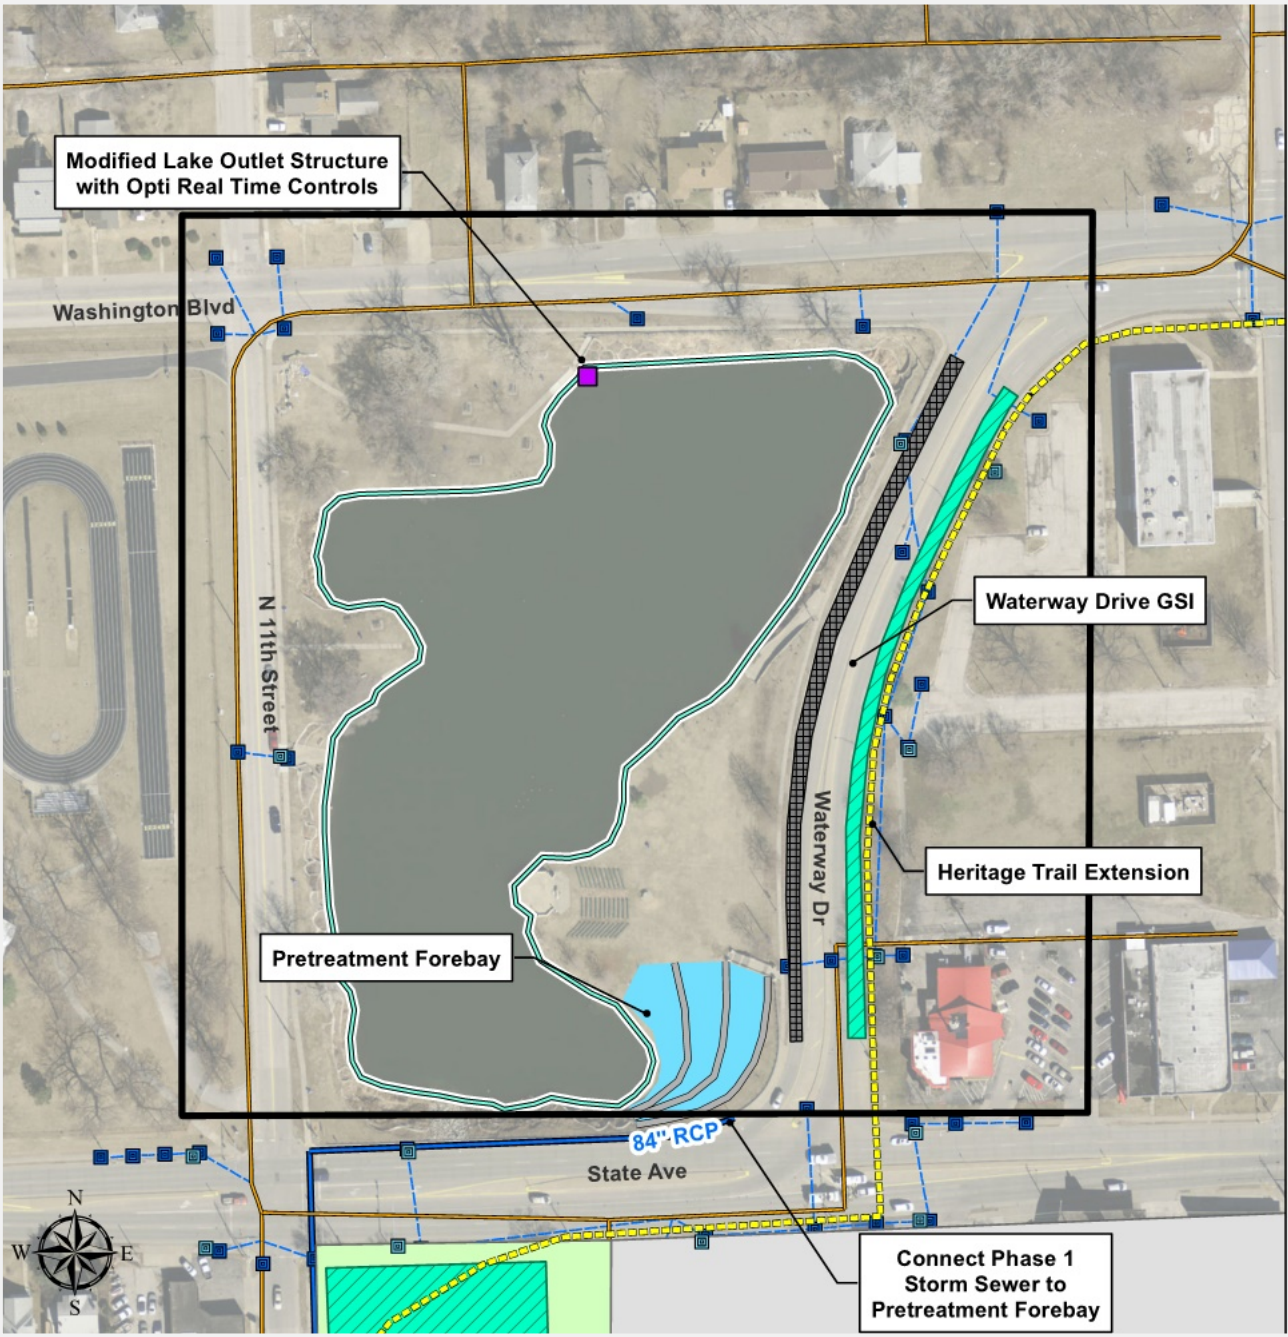 Modified Lake Outlet Structure
with Opti Real Time Controls
Washington Blvd
N 11th Street
Waterway Drive GSI
Waterway Dr
Heritage Trail Extension
Pretreatment Forebay
84" RCP
State Ave
N
W
E
S
Connect Phase 1
Storm Sewer to
Pretreatment Forebay